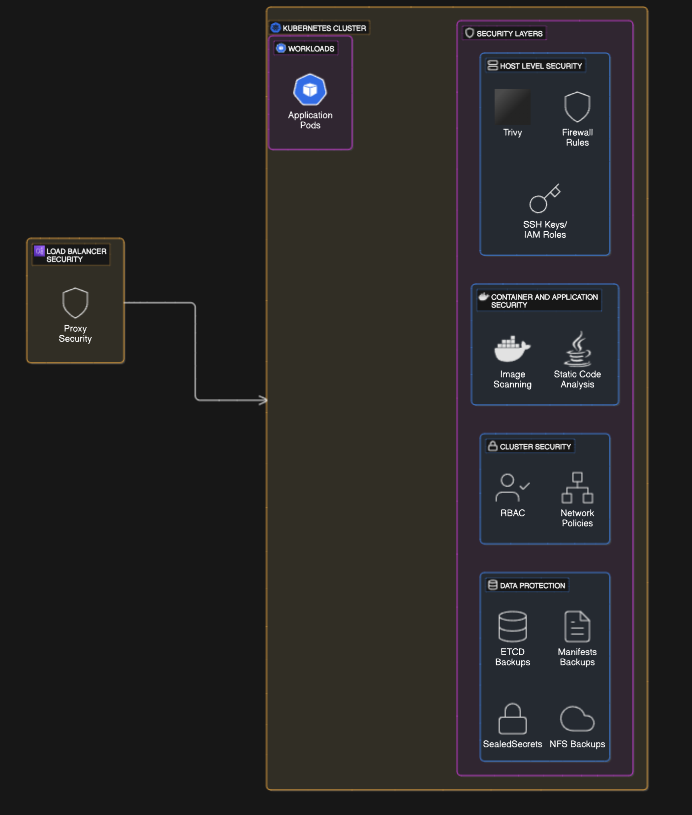 KUBERNETES CLUSTER
WORKLOADS
Application
Pods
LOAD BALANCER
SECURITY
Proxy
Security
SECURITY LAYERS
HOST LEVEL SECURITY
Trivy
Firewall
Rules
SSH Keys/
IAM Roles
CONTAINER AND APPLICATION
SECURITY
Image
Scanning
Static Code
Analysis
CLUSTER SECURITY
RBAC
Network
Policies
DATA PROTECTION
ETCD
Backups
Manifests
Backups
SealedSecrets
NFS Backups